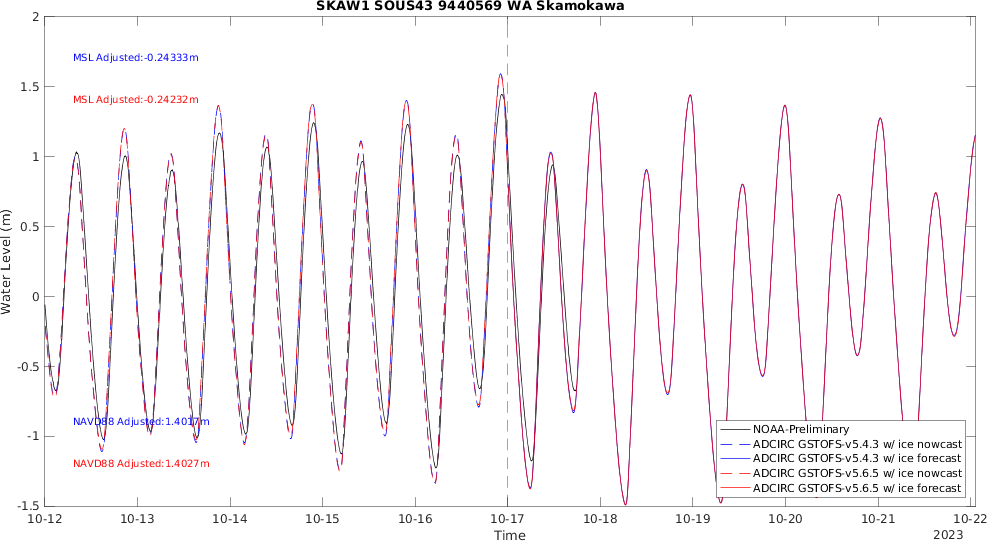 SKAW1 SOUS43 9440569 WA Skamokawa
2
1.5
1
0.5
0
-0.5
-1
-1.5
Water Level (m)
MSL Adjusted:-0.24333m
MSL Adjusted:-0.24232m
NAVD88 Adjusted:1.4017m
NAVD88 Adjusted:1.4027m
NOAA-Preliminary
ADCIRC GSTOFS-v5.4.3 w/ ice nowcast
ADCIRC GSTOFS-v5.4.3 w/ ice forecast
ADCIRC GSTOFS-v5.6.5 w/ ice nowcast
ADCIRC GSTOFS-v5.6.5 w/ ice forecast
10-12 10-13 10-14 10-15 10-16 10-17 10-18 10-19 10-20 10-21 10-22
Time
2023